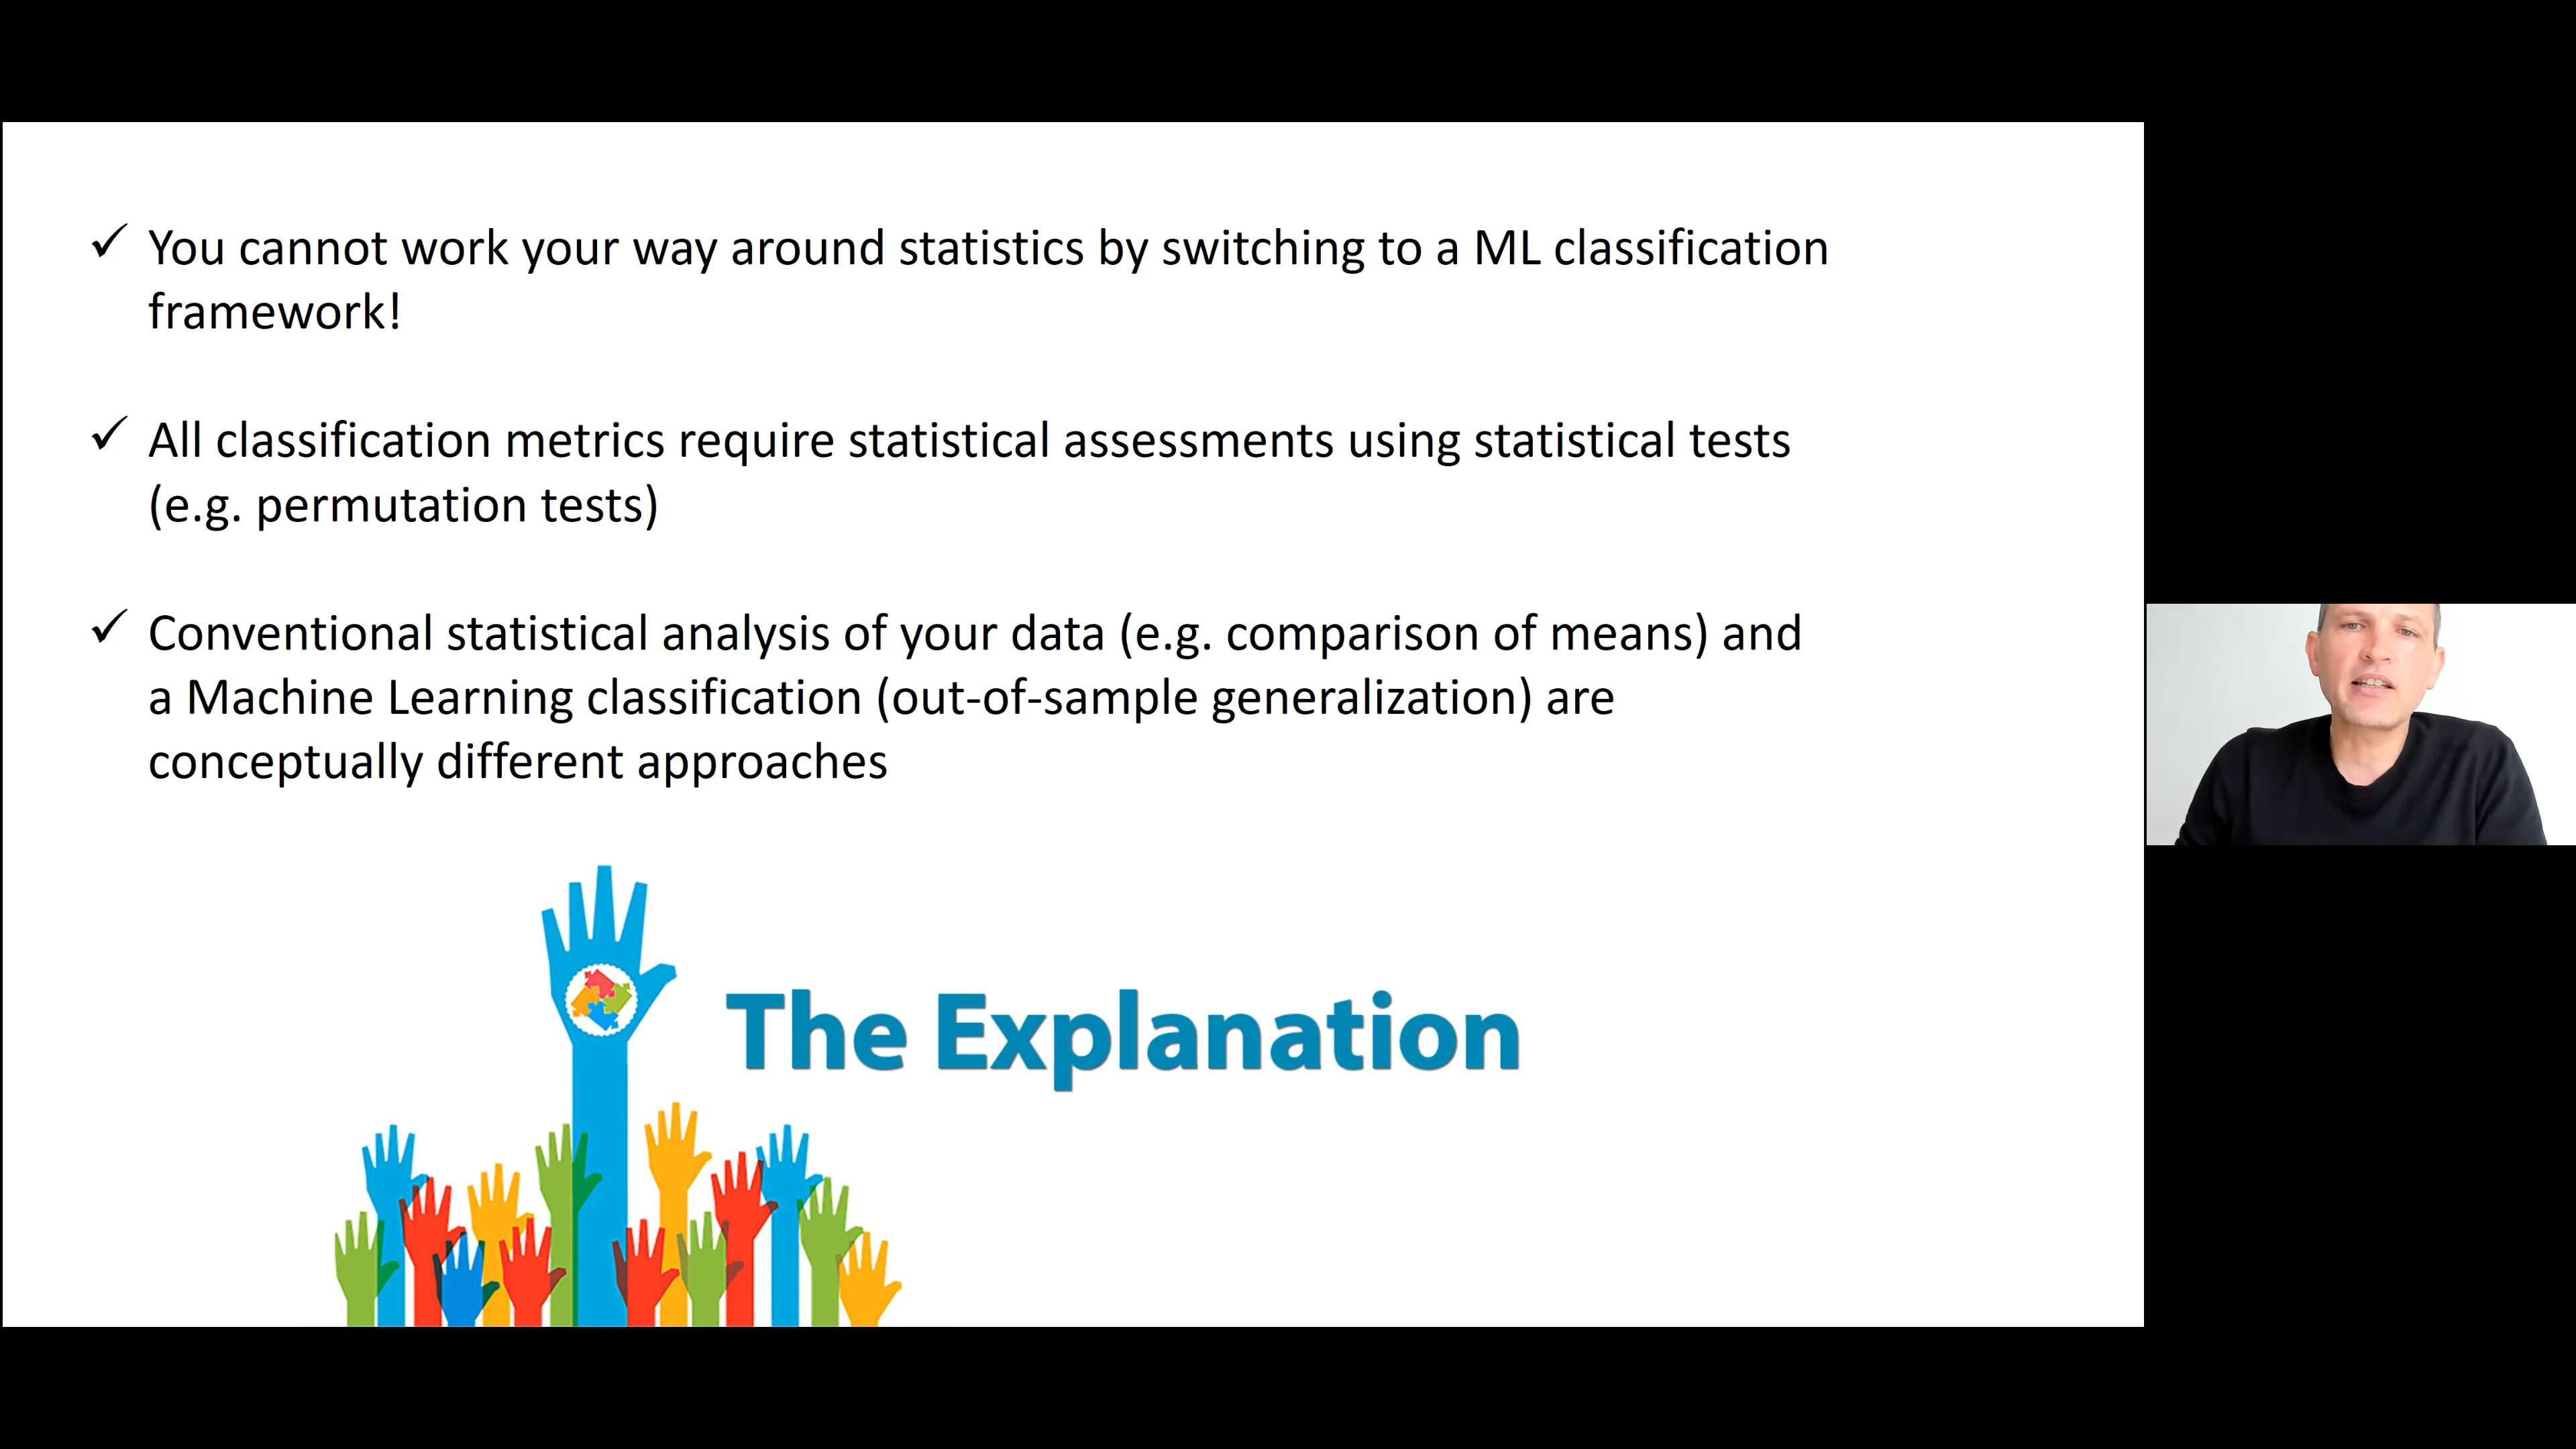 ✓ You cannot work your way around statistics by switching to a ML classification
framework!
✓ All classification metrics require statistical assessments using statistical tests
(e.g. permutation tests)
✓ Conventional statistical analysis of your data (e.g. comparison of means) and
a Machine Learning classification (out-of-sample generalization) are
conceptually different approaches
The Explanation